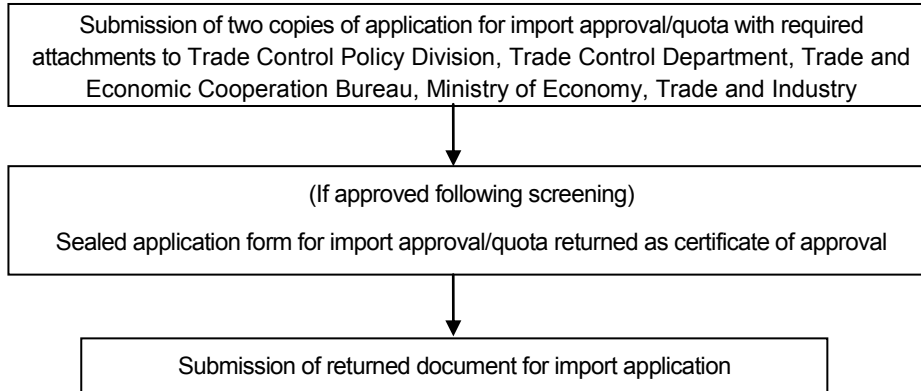 Submission of two copies of application for import approval/quota with required
attachments to Trade Control Policy Division, Trade Control Department, Trade and
Economic Cooperation Bureau, Ministry of Economy, Trade and Industry
(If approved following screening)
Sealed application form for import approval/quota returned as certificate of approval
Submission of returned document for import application